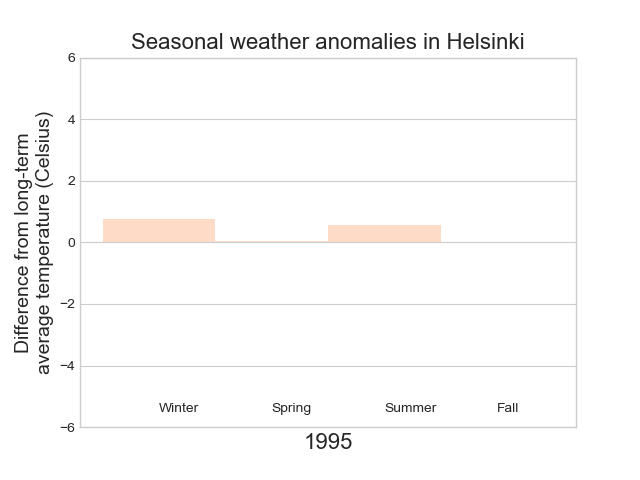 Seasonal weather anomalies in Helsinki
Difference from long-term
average temperature (Celsius)
6
4
2
0
−2
−4
−6
Winter
Spring
Summer
Fall
1995